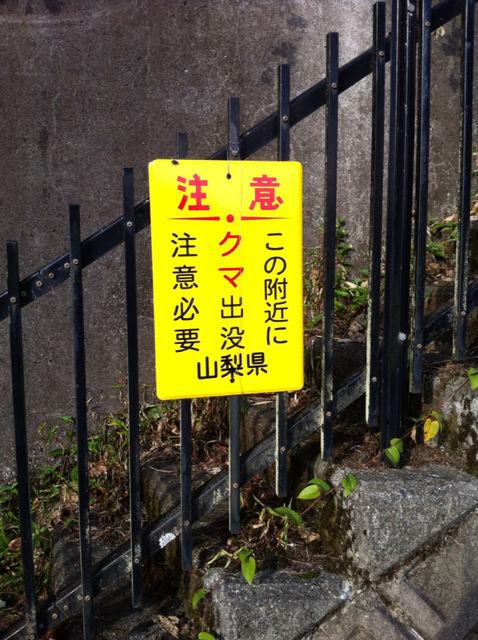 注意
この附近に
クマ出没
注意必要
山梨県